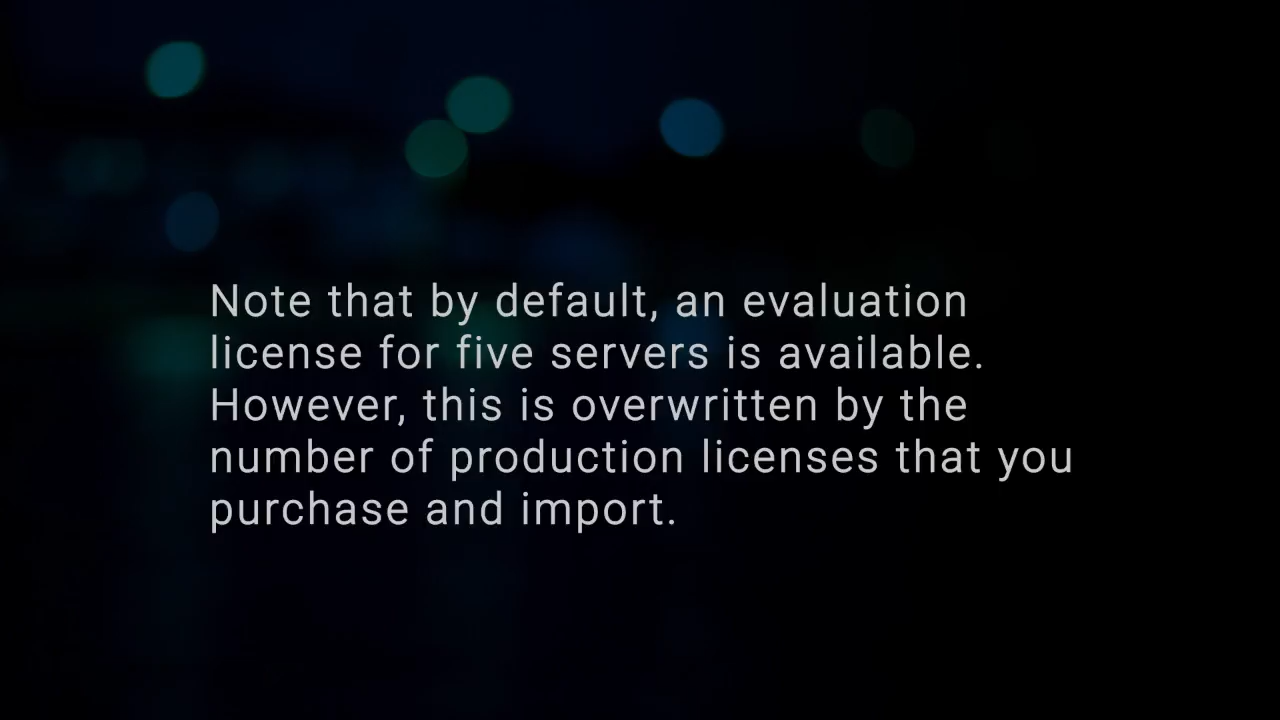 Note that by default, an evaluation
license for five servers is available.
However, this is overwritten by the
number of production licenses that you
purchase and import.